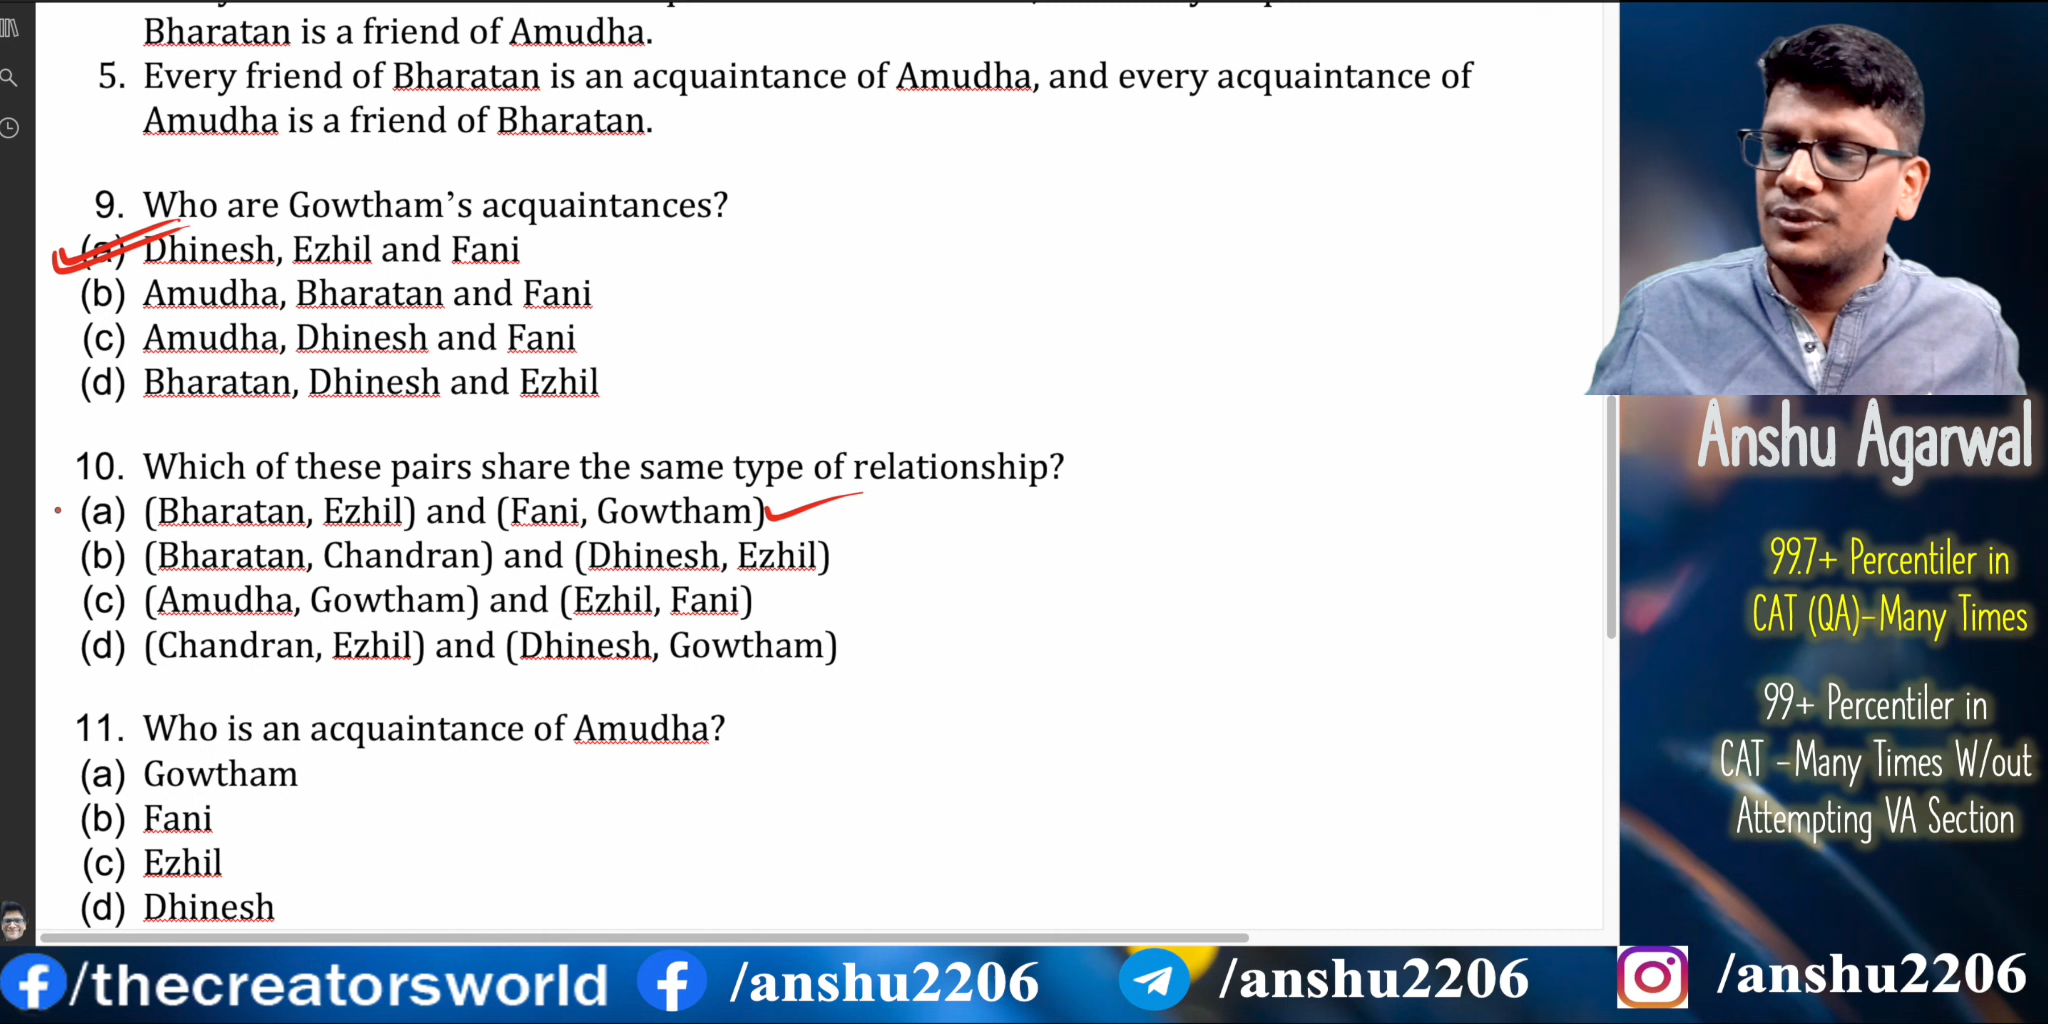 Bharatan is a friend of Amudha.
5. Every friend of Bharatan is an acquaintance of Amudha, and every acquaintance of
Amudha is a friend of Bharatan.
9. Who are Gowtham’s acquaintances?
(a) Dhinesh, Ezhil and Fani
(b) Amudha, Bharatan and Fani
(c) Amudha, Dhinesh and Fani
(d) Bharatan, Dhinesh and Ezhil
10. Which of these pairs share the same type of relationship?
(a) (Bharatan, Ezhil) and (Fani, Gowtham)
(b) (Bharatan, Chandran) and (Dhinesh, Ezhil)
(c) (Amudha, Gowtham) and (Ezhil, Fani)
(d) (Chandran, Ezhil) and (Dhinesh, Gowtham)
11. Who is an acquaintance of Amudha?
(a) Gowtham
(b) Fani
(c) Ezhil
(d) Dhinesh
Anshu Agarwal
99.7+ Percentiler in
CAT (QA)-Many Times
99+ Percentiler in
CAT -Many Times W/out
Attempting VA Section
/thecreatorsworld
/anshu2206
/anshu2206
/anshu2206